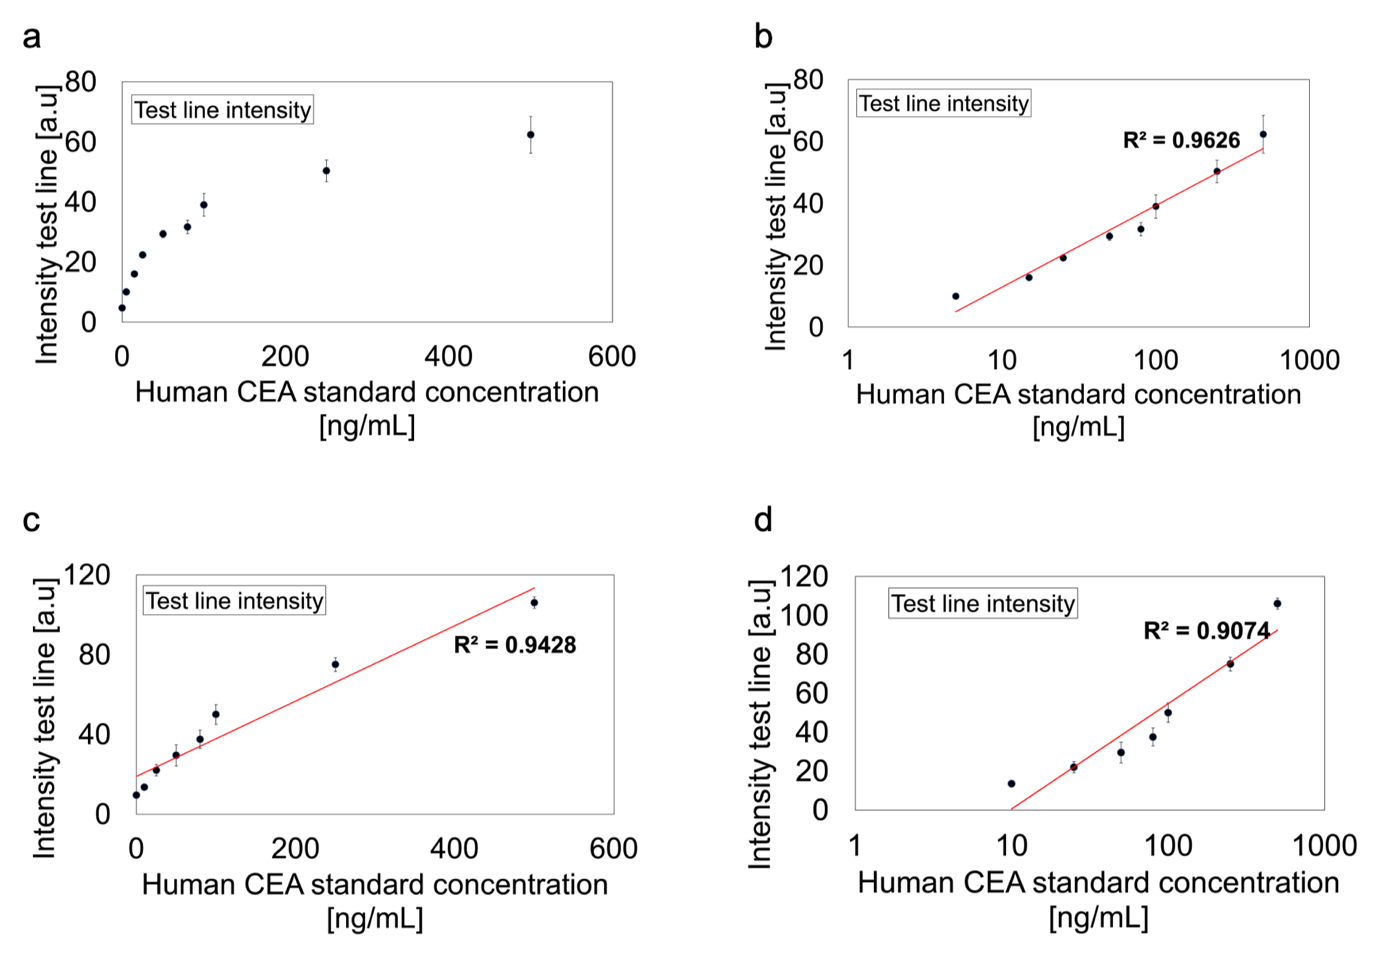 a
Intensity test line [a.u]
80
60
40
20
0
Test line intensity
0 200 400 600
Human CEA standard concentration
[ng/mL]
b
Intensity test line [a.u]
80
60
40
20
0
Test line intensity
R² = 0.9626
1 10 100 1000
Human CEA standard concentration
[ng/mL]
c
Intensity test line [a.u]
120
80
40
0
Test line intensity
R² = 0.9428
0 200 400 600
Human CEA standard concentration
[ng/mL]
d
Intensity test line [a.u]
120
100
80
60
40
20
0
Test line intensity
R² = 0.9074
1 10 100 1000
Human CEA standard concentration
[ng/mL]